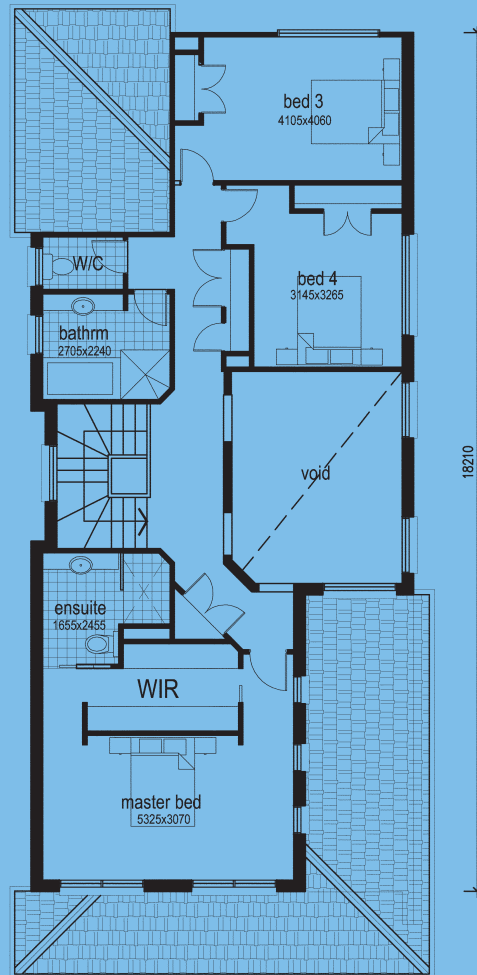 bed 3
4105x4060
W/C
bed 4
3145x3265
bathrm
2705x2240
void
18210
ensuite
1655x2455
WIR
master bed
5325x3070